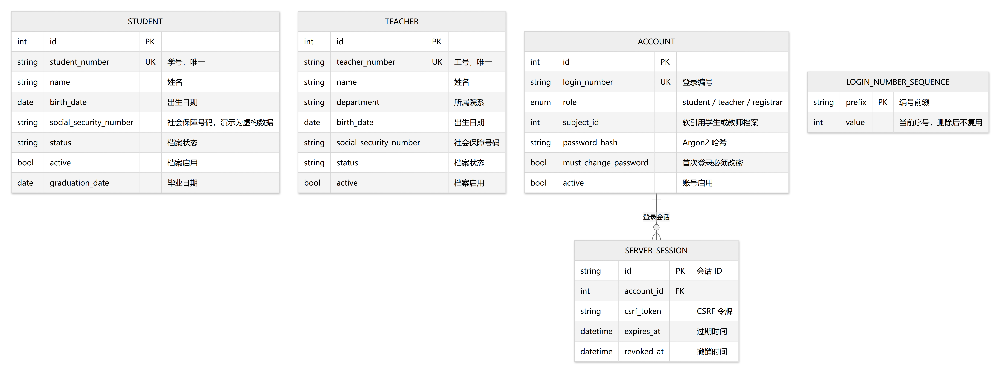 STUDENT
int id PK
string student_number UK 学号，唯一
string name 姓名
date birth_date 出生日期
string social_security_number 社会保障号码，演示为虚构数据
string status 档案状态
bool active 档案启用
date graduation_date 毕业日期
TEACHER
int id PK
string teacher_number UK 工号，唯一
string name 姓名
string department 所属院系
date birth_date 出生日期
string social_security_number 社会保障号码
string status 档案状态
bool active 档案启用
ACCOUNT
int id PK
string login_number UK 登录编号
enum role student / teacher / registrar
int subject_id 软引用学生或教师档案
string password_hash Argon2 哈希
bool must_change_password 首次登录必须改密
bool active 账号启用
LOGIN_NUMBER_SEQUENCE
string prefix PK 编号前缀
int value 当前序号，删除后不复用
登录会话
SERVER_SESSION
string id PK 会话 ID
int account_id FK
string csrf_token CSRF 令牌
datetime expires_at 过期时间
datetime revoked_at 撤销时间